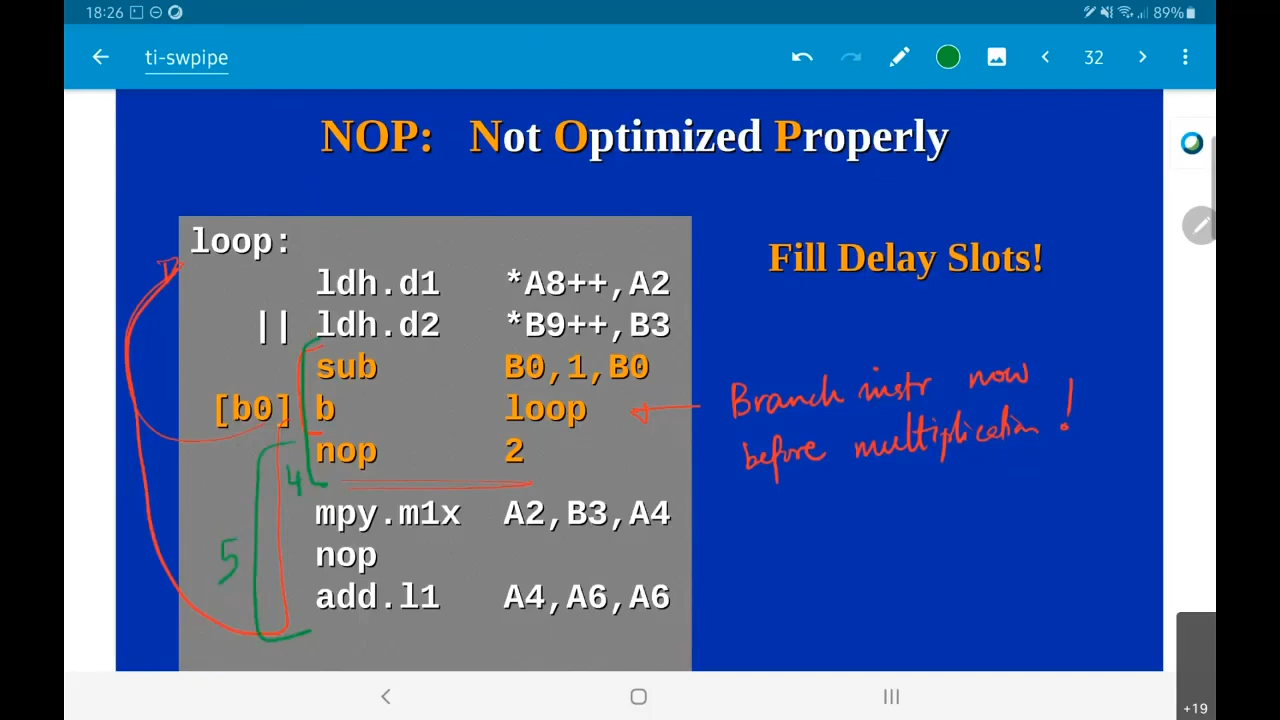 18:26 89%
ti-swpipe 32
NOP: Not Optimized Properly
loop:
ldh.d1 *A8++,A2
|| ldh.d2 *B9++,B3
sub B0,1,B0
[b0] b loop
nop 2
mpy.m1x A2,B3,A4
nop
add.l1 A4,A6,A6
4
5
Fill Delay Slots!
Branch instr now
before multiplication!
+19